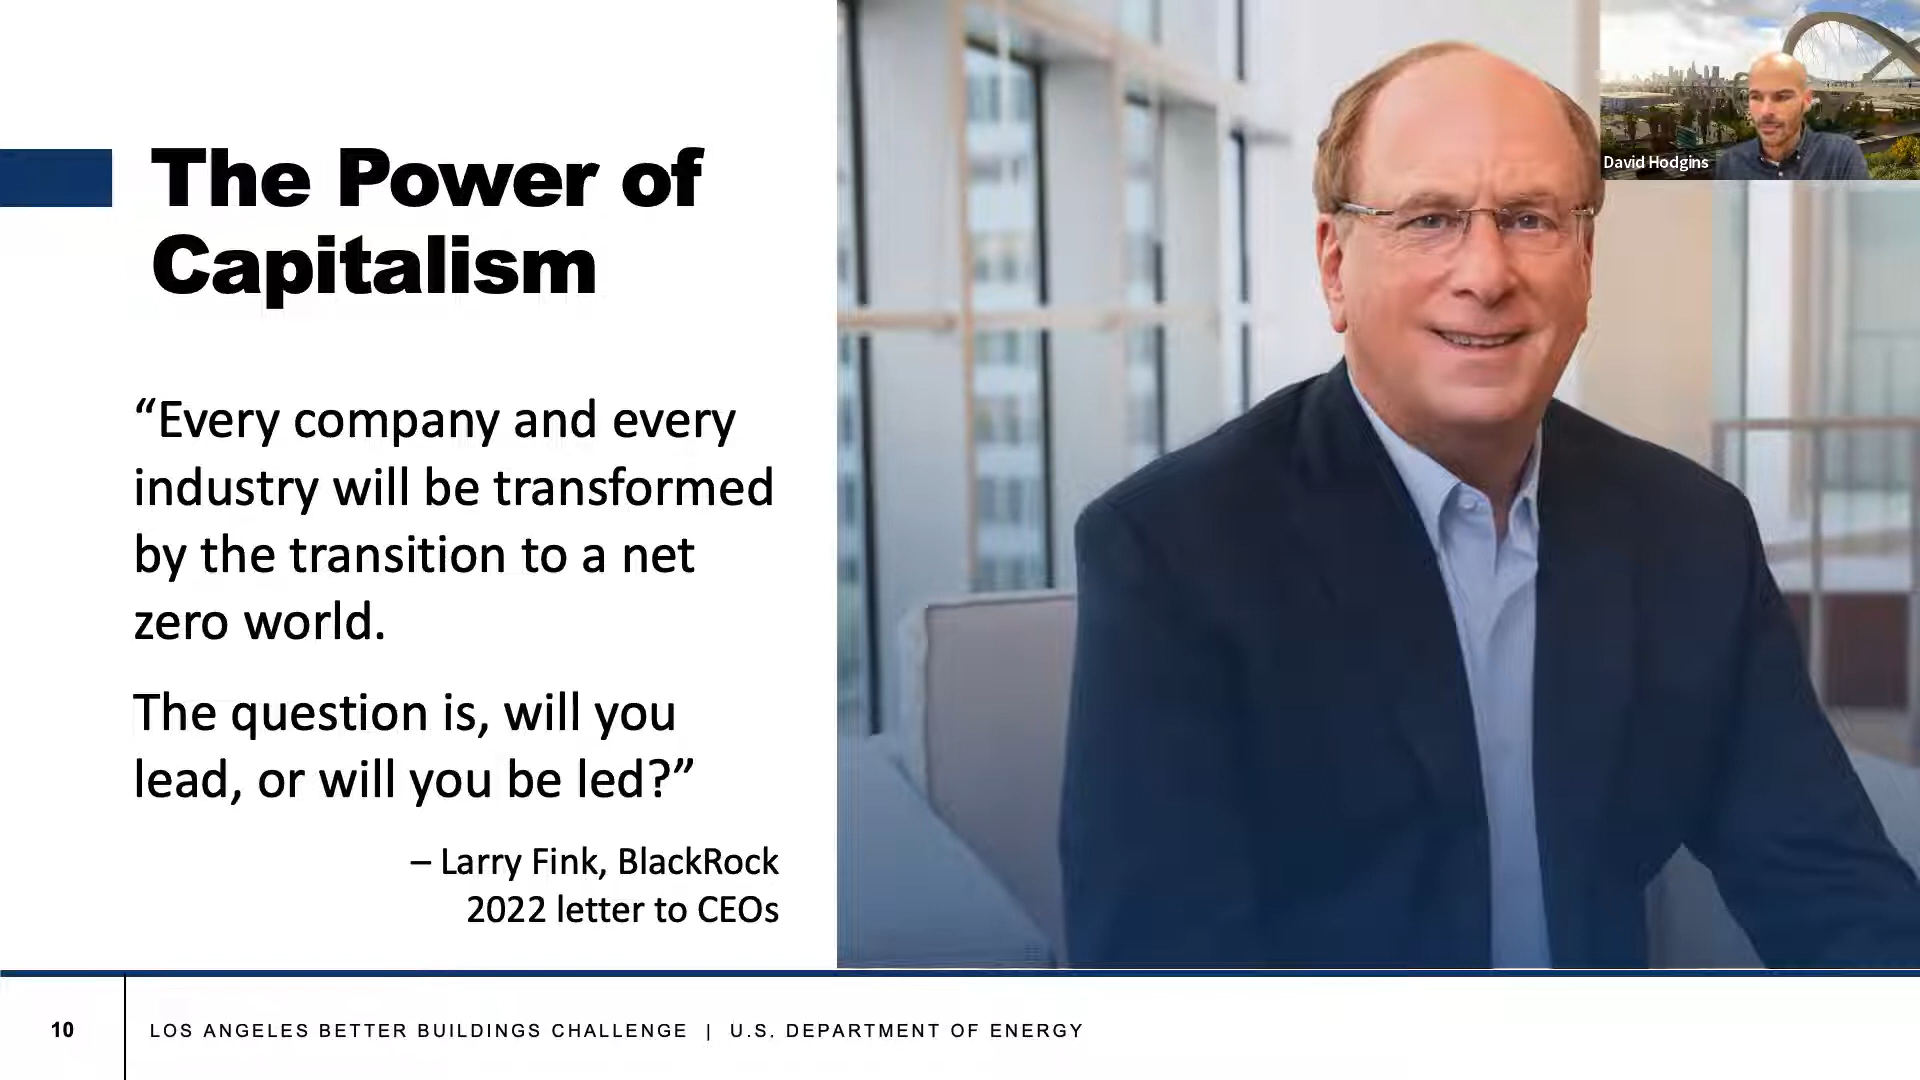 The Power of
Capitalism
“Every company and every
industry will be transformed
by the transition to a net
zero world.
The question is, will you
lead, or will you be led?”
– Larry Fink, BlackRock
2022 letter to CEOs
David Hodgins
10
LOS ANGELES BETTER BUILDINGS CHALLENGE | U.S. DEPARTMENT OF ENERGY